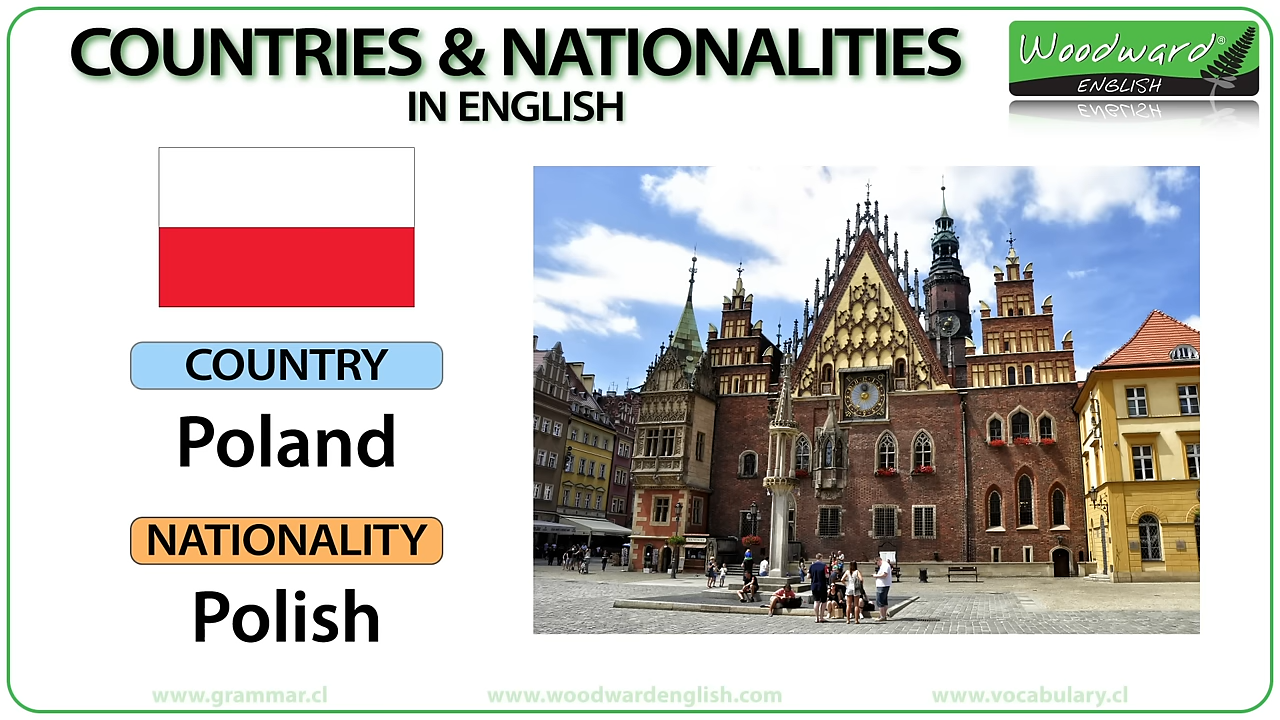 COUNTRIES & NATIONALITIES
IN ENGLISH
Woodward®
ENGLISH
COUNTRY
Poland
NATIONALITY
Polish
www.grammar.cl
www.woodwardenglish.com
www.vocabulary.cl